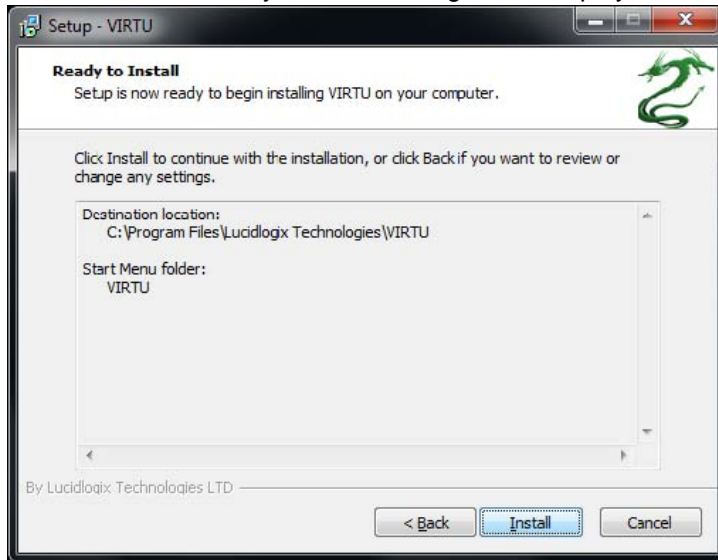 Setup - VIRTU
Ready to Install
Setup is now ready to begin installing VIRTU on your computer.
Click Install to continue with the installation, or click Back if you want to review or
change any settings.
Destination location:
C:\Program Files\Lucidlogix Technologies\VIRTU
Start Menu folder:
VIRTU
By Lucidlogix Technologies LTD
< Back
Install
Cancel